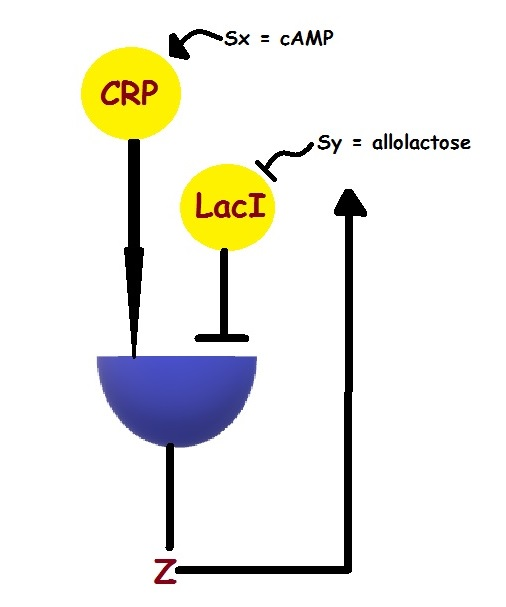 Sx = cAMP
CRP
Sy = allolactose
LacI
Z